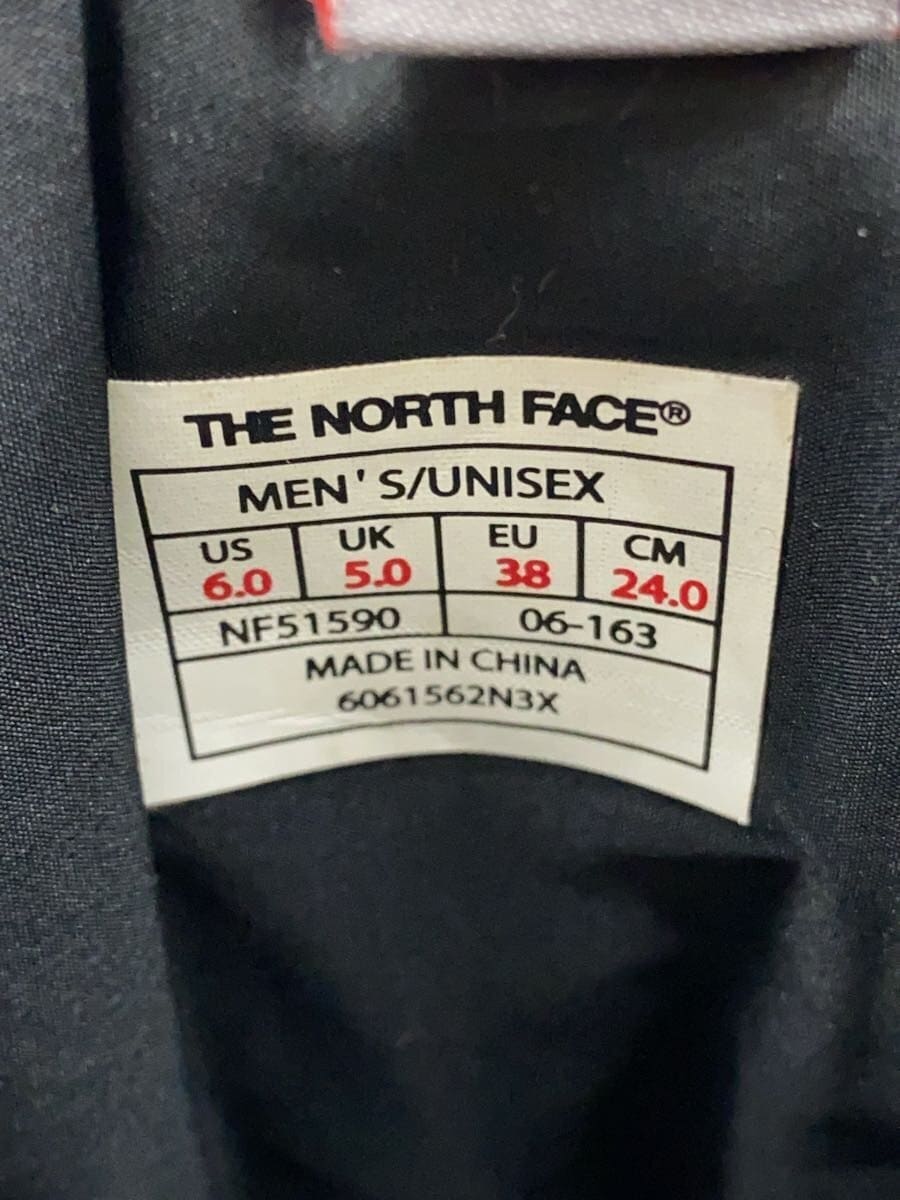 THE NORTH FACE®
MEN'S/UNISEX
US UK EU CM
6.0 5.0 38 24.0
NF51590 06-163
MADE IN CHINA
6061562N3X